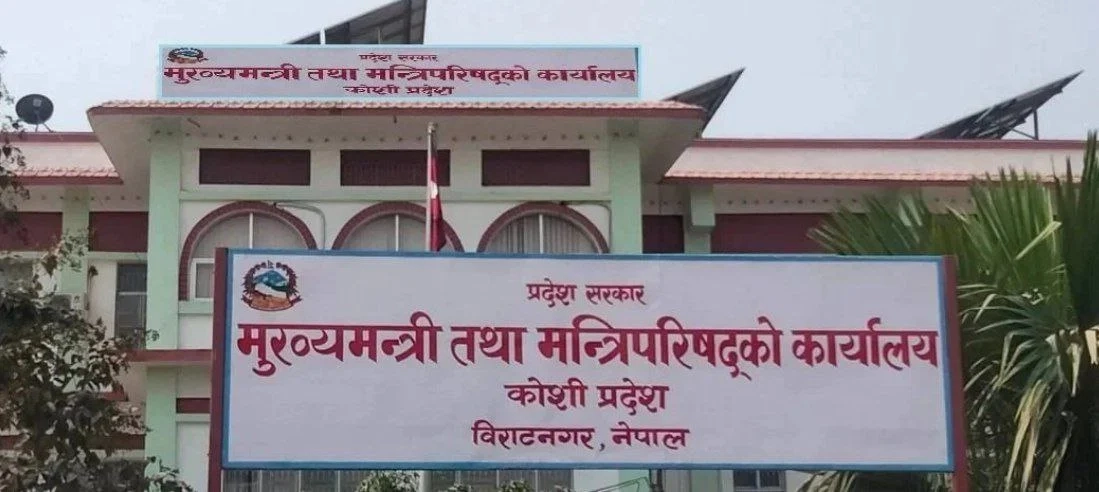 प्रदेश सरकार
मुख्यमन्त्री तथा मन्त्रिपरिषद्को कार्यालय
कोशी प्रदेश
प्रदेश सरकार
मुख्यमन्त्री तथा मन्त्रिपरिषद्को कार्यालय
कोशी प्रदेश
विराटनगर, नेपाल